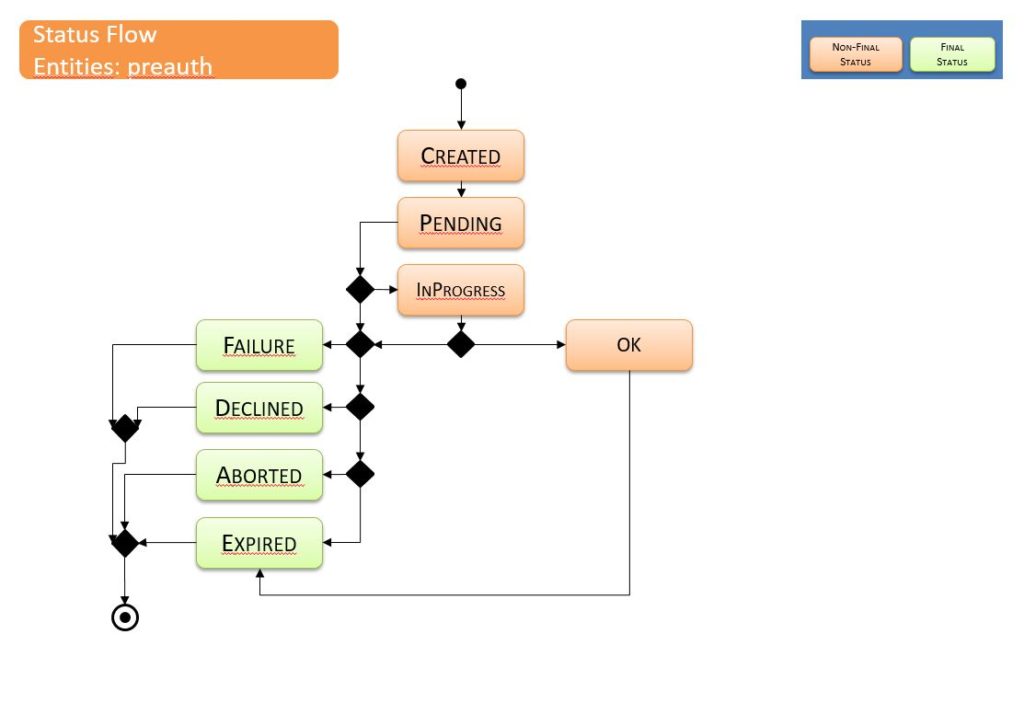 Status Flow
Entities: preauth
Non-Final
Status
Final
Status
Created
Pending
InProgress
Failure
OK
Declined
Aborted
Expired